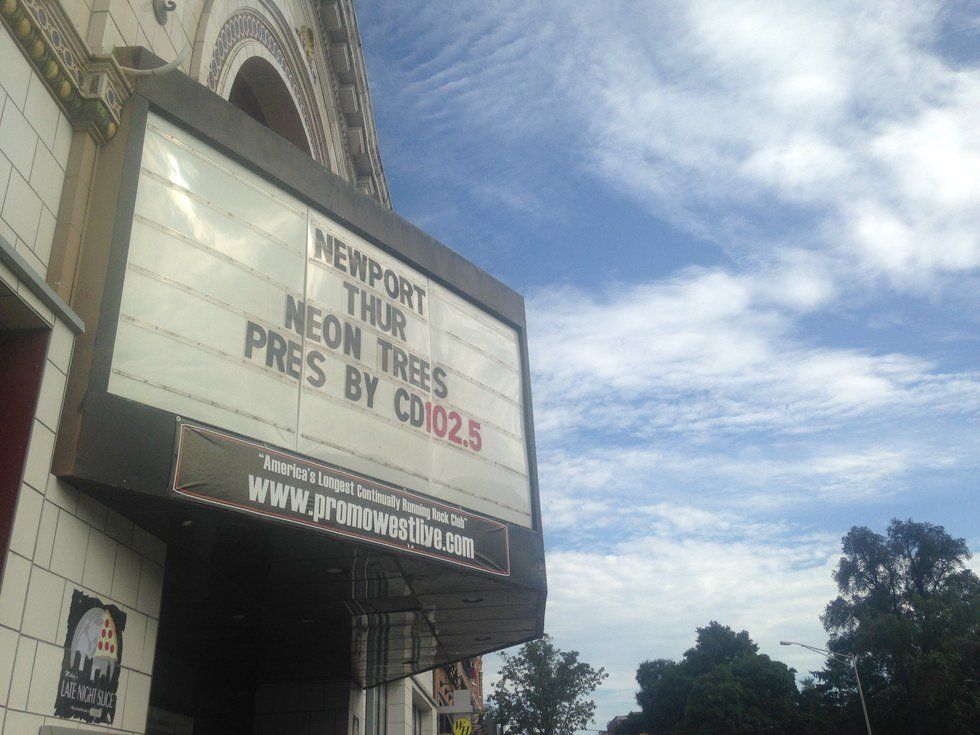 NEWPORT
THUR
NEON TREES
PRES BY CD102.5
"America's Longest Continually Running Rock Club"
www.promowestlive.com
Mikey's
LATE NIGHT SLICE